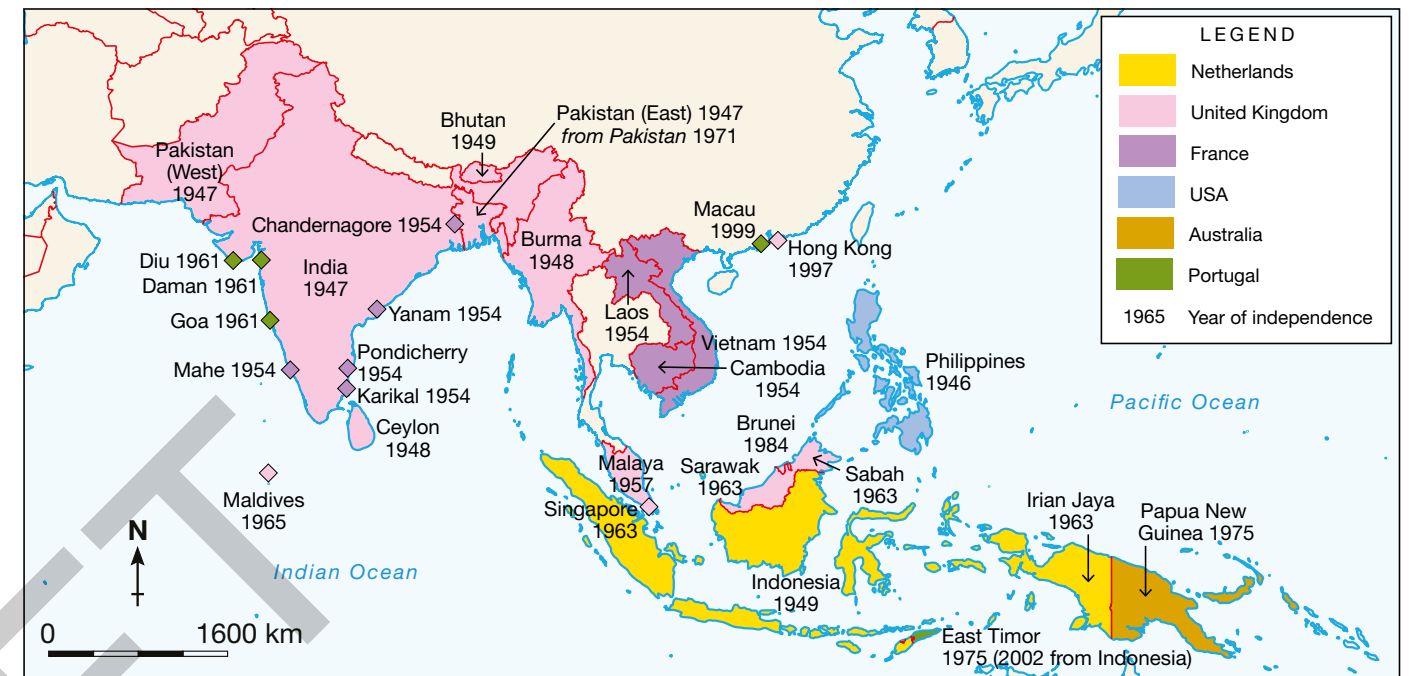 LEGEND
Netherlands
United Kingdom
France
USA
Australia
Portugal
1965 Year of independence
Pakistan
(West)
1947
Bhutan
1949
Pakistan (East) 1947
from Pakistan 1971
Chandernagore 1954
Burma
1948
Macau
1999
Hong Kong
1997
Diu 1961
Daman 1961
India
1947
Goa 1961
Yanam 1954
Laos
1954
Vietnam 1954
Cambodia
1954
Mahe 1954
Pondicherry
1954
Karikal 1954
Ceylon
1948
Philippines
1946
Pacific Ocean
Brunei
1984
Malaya
1957
Sarawak
1963
Sabah
1963
Singapore
1963
Maldives
1965
Irian Jaya
1963
Papua New
Guinea 1975
N
Indian Ocean
Indonesia
1949
East Timor
1975 (2002 from Indonesia)
0 1600 km